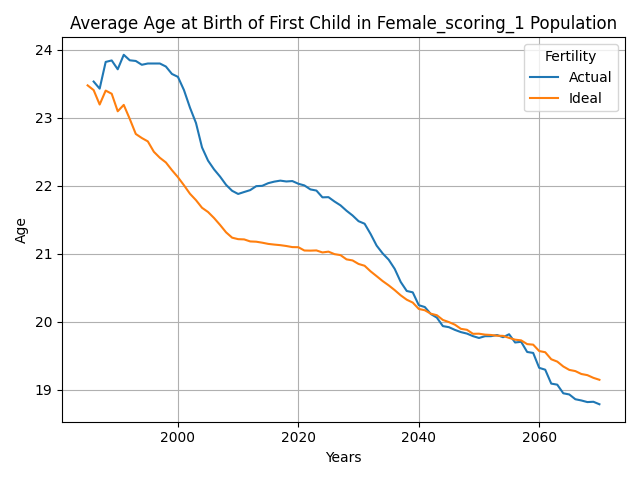 Average Age at Birth of First Child in Female_scoring_1 Population
Fertility
Actual
Ideal
Age
24
23
22
21
20
19
2000
2020
2040
2060
Years